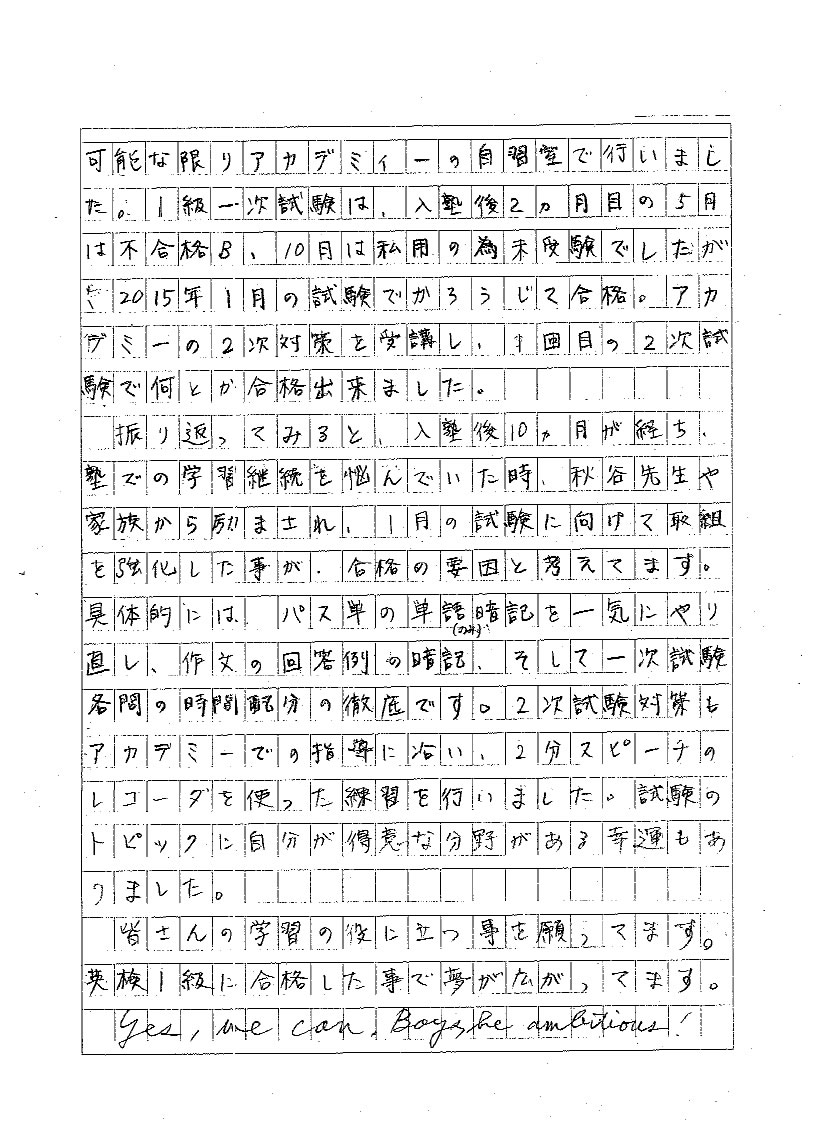 可能な限りアカデミィーの自習室で行いまし
た。1級一次試験は、入塾後2ヵ月目の5月
は不合格B、10月は私用の為未受験でしたが
、2015年1月の試験でかろうじて合格。アカ
デミーの2次対策を受講し、1回目の2次試
験で何とか合格出来ました。
振り返ってみると、入塾後10ヵ月が経ち、
塾での学習継続を悩んでいた時、秋谷先生や
家族から励まされ、1月の試験に向けて取組
を強化した事が、合格の要因と考えてます。
具体的には パス単の単語暗記を一気にやり
直し、作文の回答例(のみ)の暗記、そして一次試験
各問の時間配分の徹底です。2次試験対策も
アカデミーでの指導に沿い、2分スピーチの
レコーダを使った練習を行いました。試験の
トピックに自分が得意な分野がある幸運もあ
りました。
皆さんの学習の役に立つ事を願ってます。
英検1級に合格した事で夢が広がってます。
Yes, we can. Boys, be ambitious!